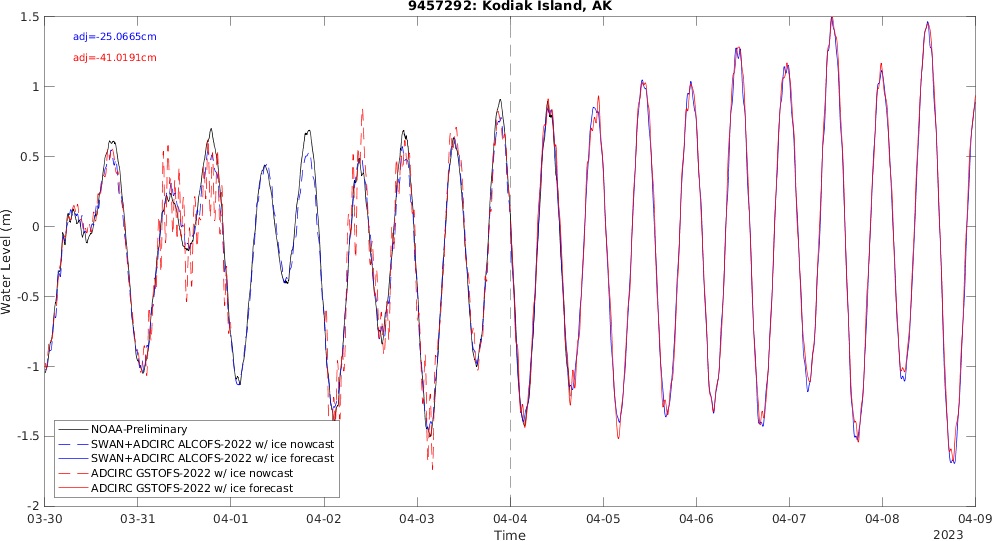 9457292: Kodiak Island, AK
adj=-25.0665cm
adj=-41.0191cm
1.5
1
0.5
0
-0.5
-1
-1.5
-2
Water Level (m)
NOAA-Preliminary
SWAN+ADCIRC ALCOFS-2022 w/ ice nowcast
SWAN+ADCIRC ALCOFS-2022 w/ ice forecast
ADCIRC GSTOFS-2022 w/ ice nowcast
ADCIRC GSTOFS-2022 w/ ice forecast
03-30 03-31 04-01 04-02 04-03 04-04 04-05 04-06 04-07 04-08 04-09
Time
2023